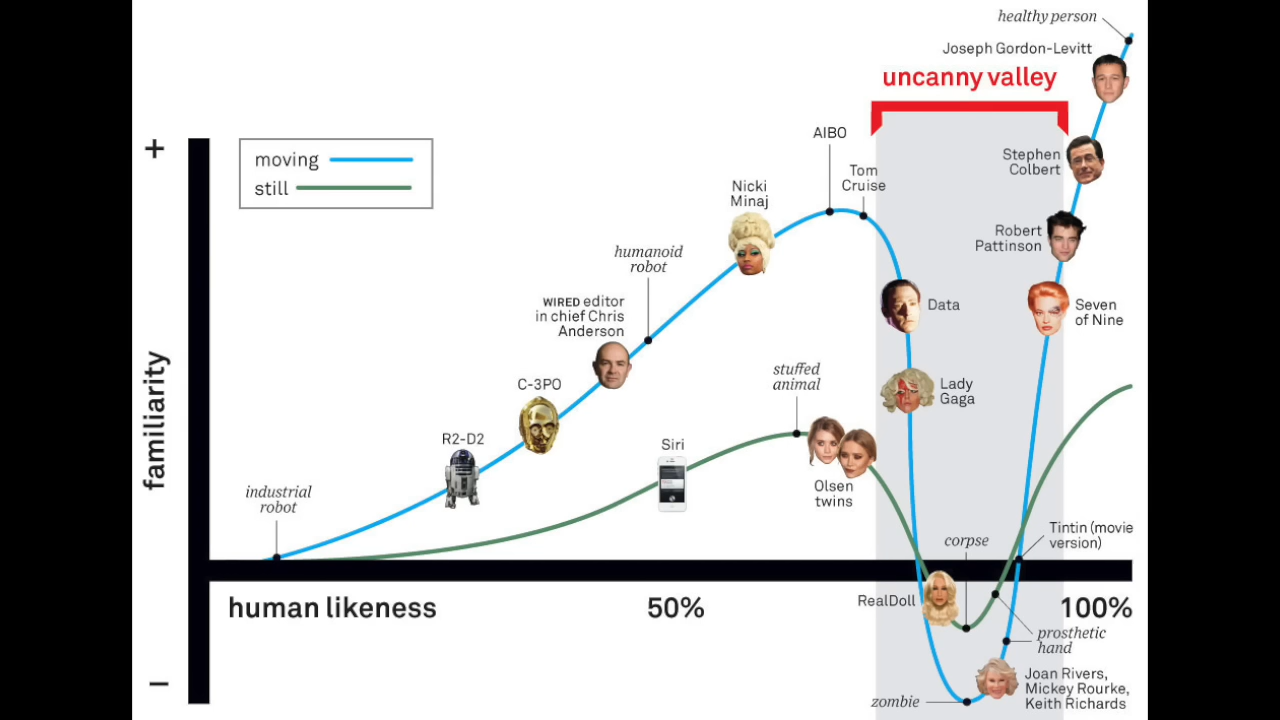 healthy person
Joseph Gordon-Levitt
uncanny valley
+
moving
still
AIBO
Tom
Cruise
Stephen
Colbert
Nicki
Minaj
Robert
Pattinson
humanoid
robot
WIRED editor
in chief Chris
Anderson
Data
Seven
of Nine
stuffed
animal
Lady
Gaga
C-3PO
R2-D2
Siri
Olsen
twins
industrial
robot
familiarity
Tintin (movie
version)
corpse
human likeness
50%
100%
RealDoll
prosthetic
hand
Joan Rivers,
Mickey Rourke,
Keith Richards
zombie
−